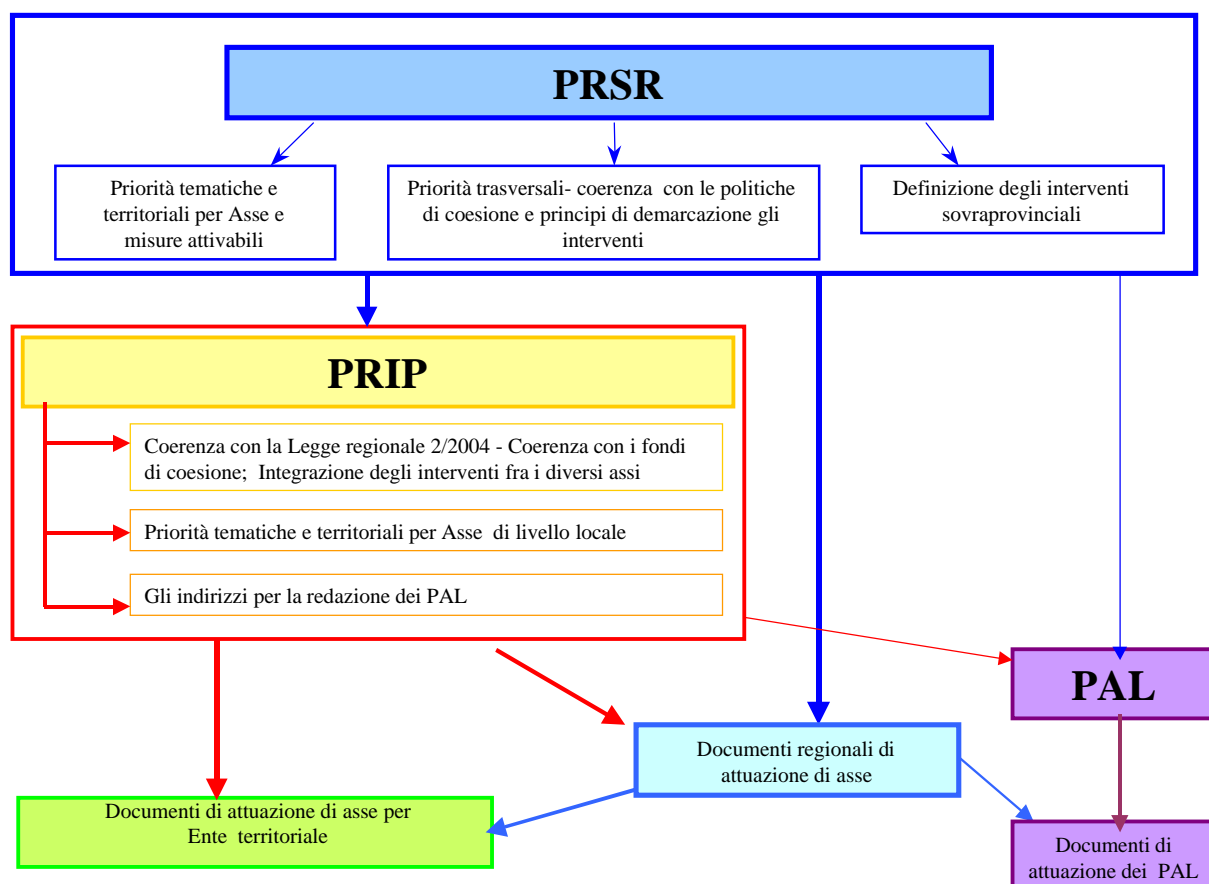 PRSR
Priorità tematiche e
territoriali per Asse e
misure attivabili
Priorità trasversali- coerenza con le politiche
di coesione e principi di demarcazione gli
interventi
Definizione degli interventi
sovraprovinciali
PRIP
Coerenza con la Legge regionale 2/2004 - Coerenza con i fondi
di coesione; Integrazione degli interventi fra i diversi assi
Priorità tematiche e territoriali per Asse di livello locale
Gli indirizzi per la redazione dei PAL
PAL
Documenti regionali di
attuazione di asse
Documenti di attuazione di asse per
Ente territoriale
Documenti di
attuazione dei PAL